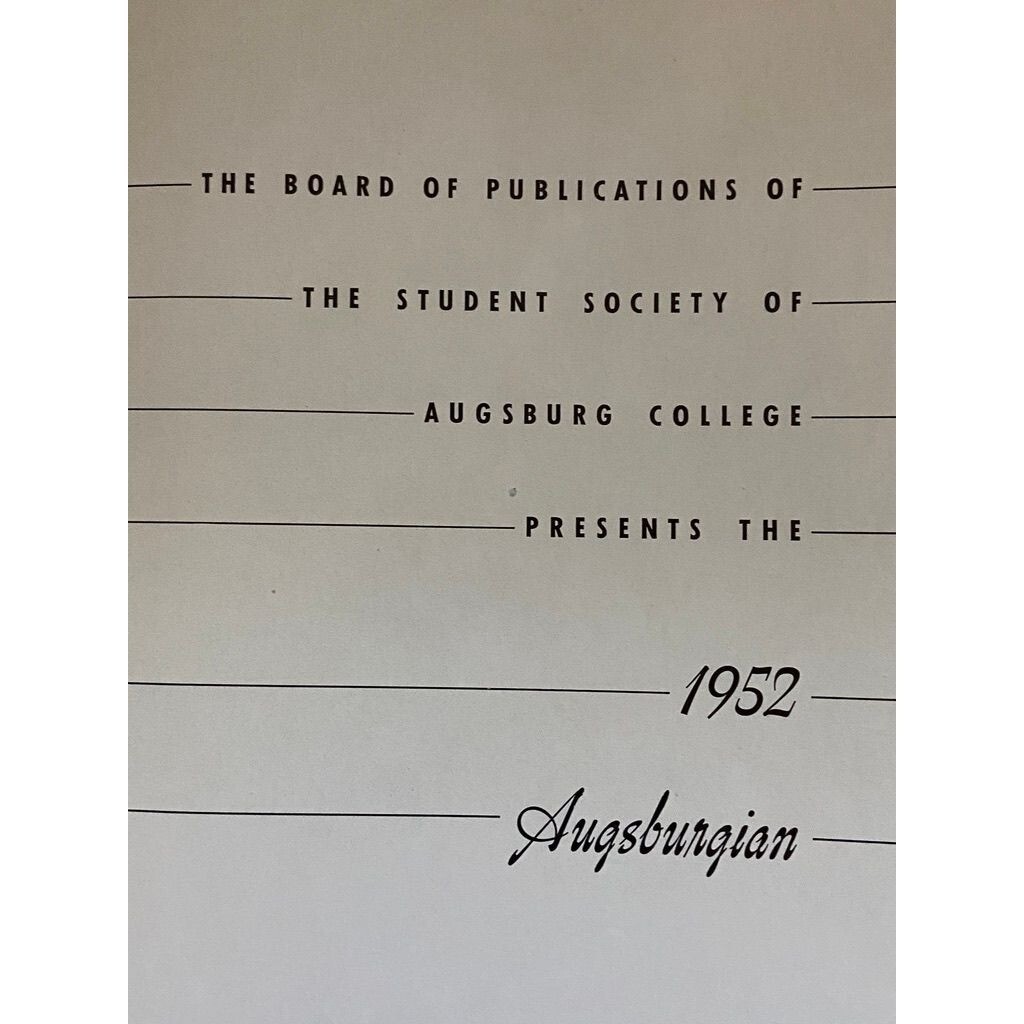 THE BOARD OF PUBLICATIONS OF
THE STUDENT SOCIETY OF
AUGSBURG COLLEGE
PRESENTS THE
1952
Augsburgian